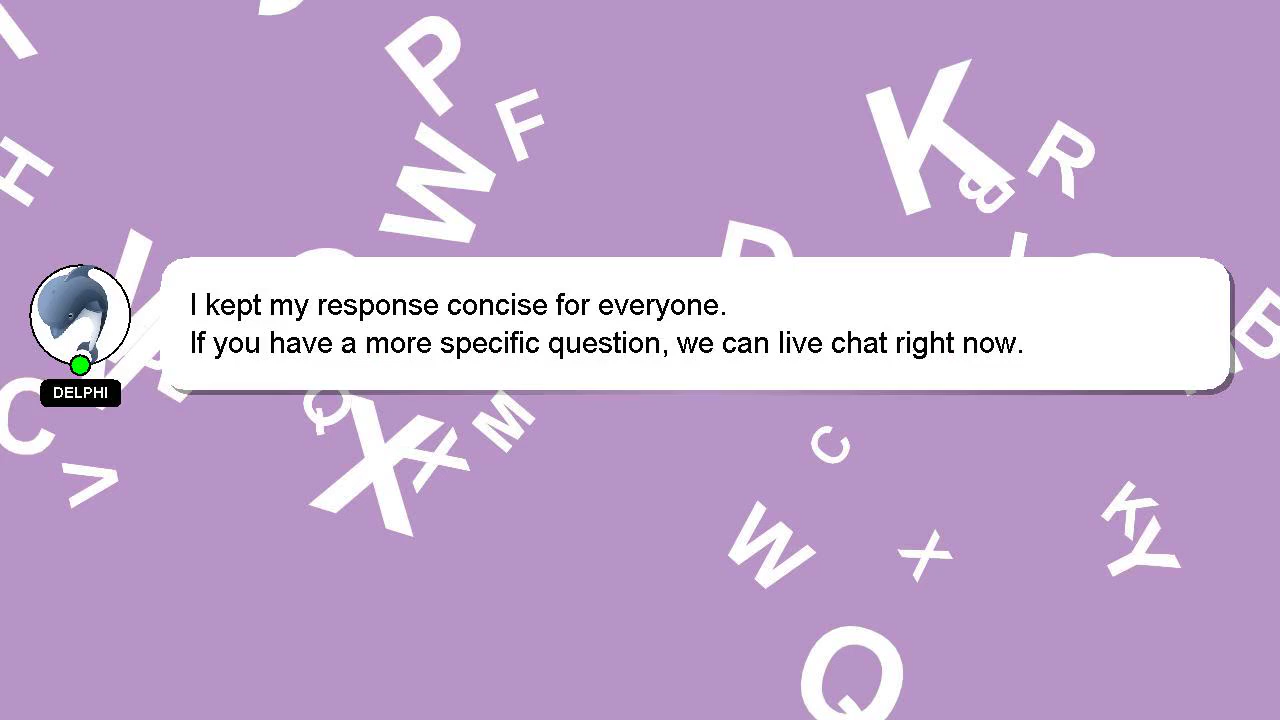 I kept my response concise for everyone.
If you have a more specific question, we can live chat right now.
DELPHI
P
F
W
K
R
B
H
D
B
C
V
Q
X
X
M
C
W
X
K
Y
Q